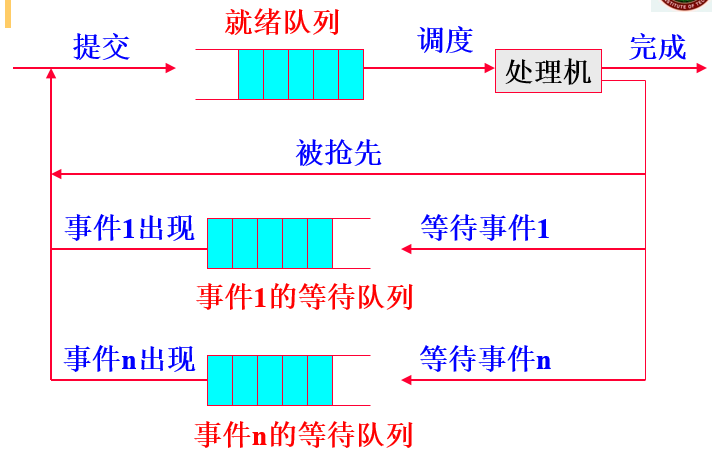 就绪队列
提交
调度
处理机
完成
被抢先
事件1出现
等待事件1
事件1的等待队列
事件n出现
等待事件n
事件n的等待队列